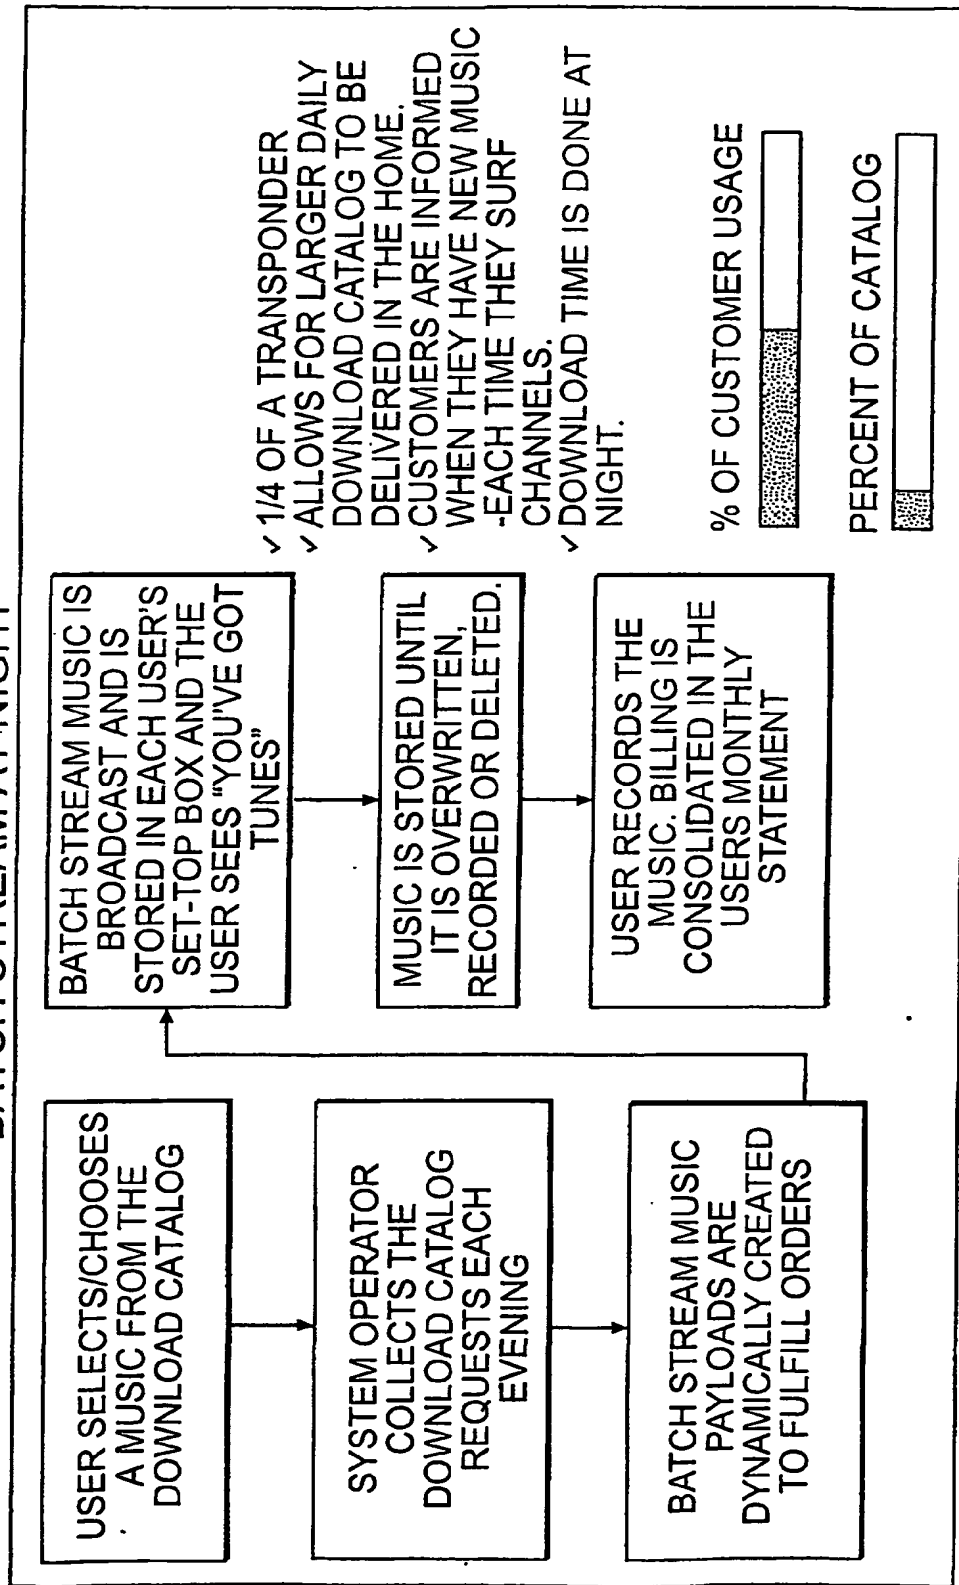 USER SELECTS/CHOOSES
A MUSIC FROM THE
DOWNLOAD CATALOG
SYSTEM OPERATOR
COLLECTS THE
DOWNLOAD CATALOG
REQUESTS EACH
EVENING
BATCH STREAM MUSIC
PAYLOADS ARE
DYNAMICALLY CREATED
TO FULFILL ORDERS
BATCH STREAM MUSIC IS
BROADCAST AND IS
STORED IN EACH USER'S
SET-TOP BOX AND THE
USER SEES "YOU'VE GOT
TUNES"
MUSIC IS STORED UNTIL
IT IS OVERWRITTEN,
RECORDED OR DELETED.
USER RECORDS THE
MUSIC. BILLING IS
CONSOLIDATED IN THE
USERS MONTHLY
STATEMENT
✓ 1/4 OF A TRANSPONDER
✓ ALLOWS FOR LARGER DAILY
DOWNLOAD CATALOG TO BE
DELIVERED IN THE HOME.
✓ CUSTOMERS ARE INFORMED
WHEN THEY HAVE NEW MUSIC
-EACH TIME THEY SURF
CHANNELS.
✓ DOWNLOAD TIME IS DONE AT
NIGHT.
% OF CUSTOMER USAGE
PERCENT OF CATALOG